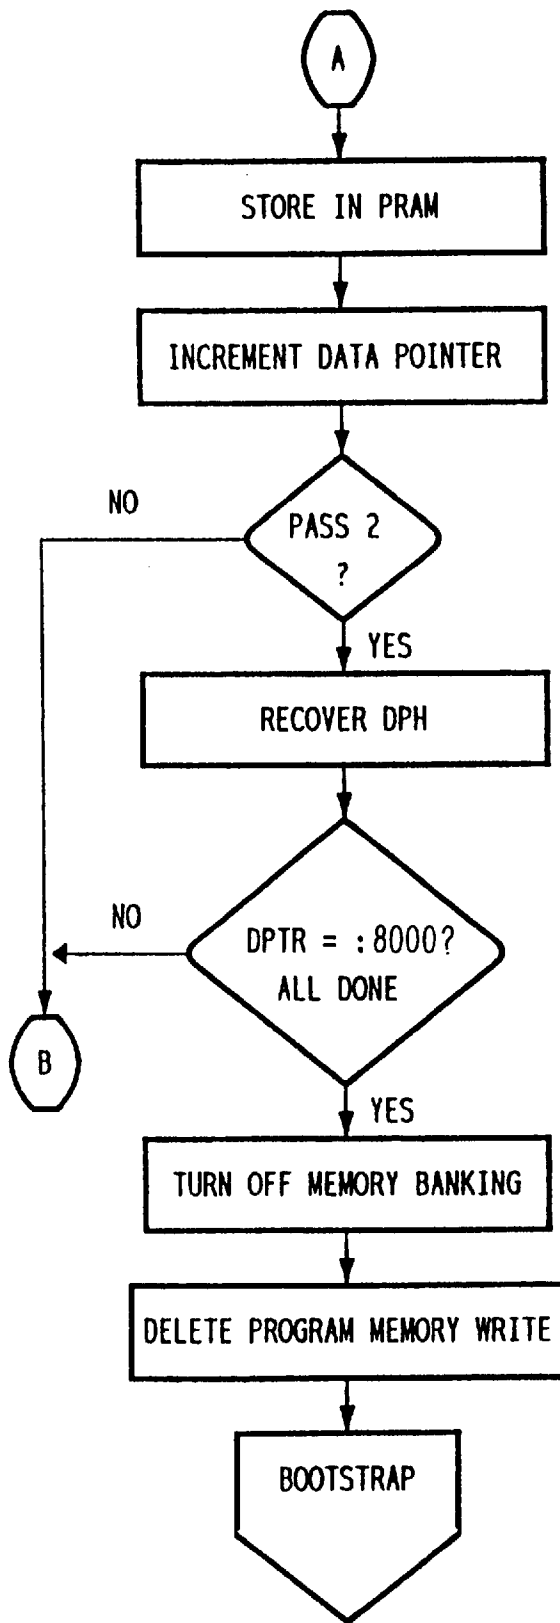 A
STORE IN PRAM
INCREMENT DATA POINTER
NO
PASS 2
?
YES
RECOVER DPH
NO
DPTR = :8000?
ALL DONE
B
YES
TURN OFF MEMORY BANKING
DELETE PROGRAM MEMORY WRITE
BOOTSTRAP